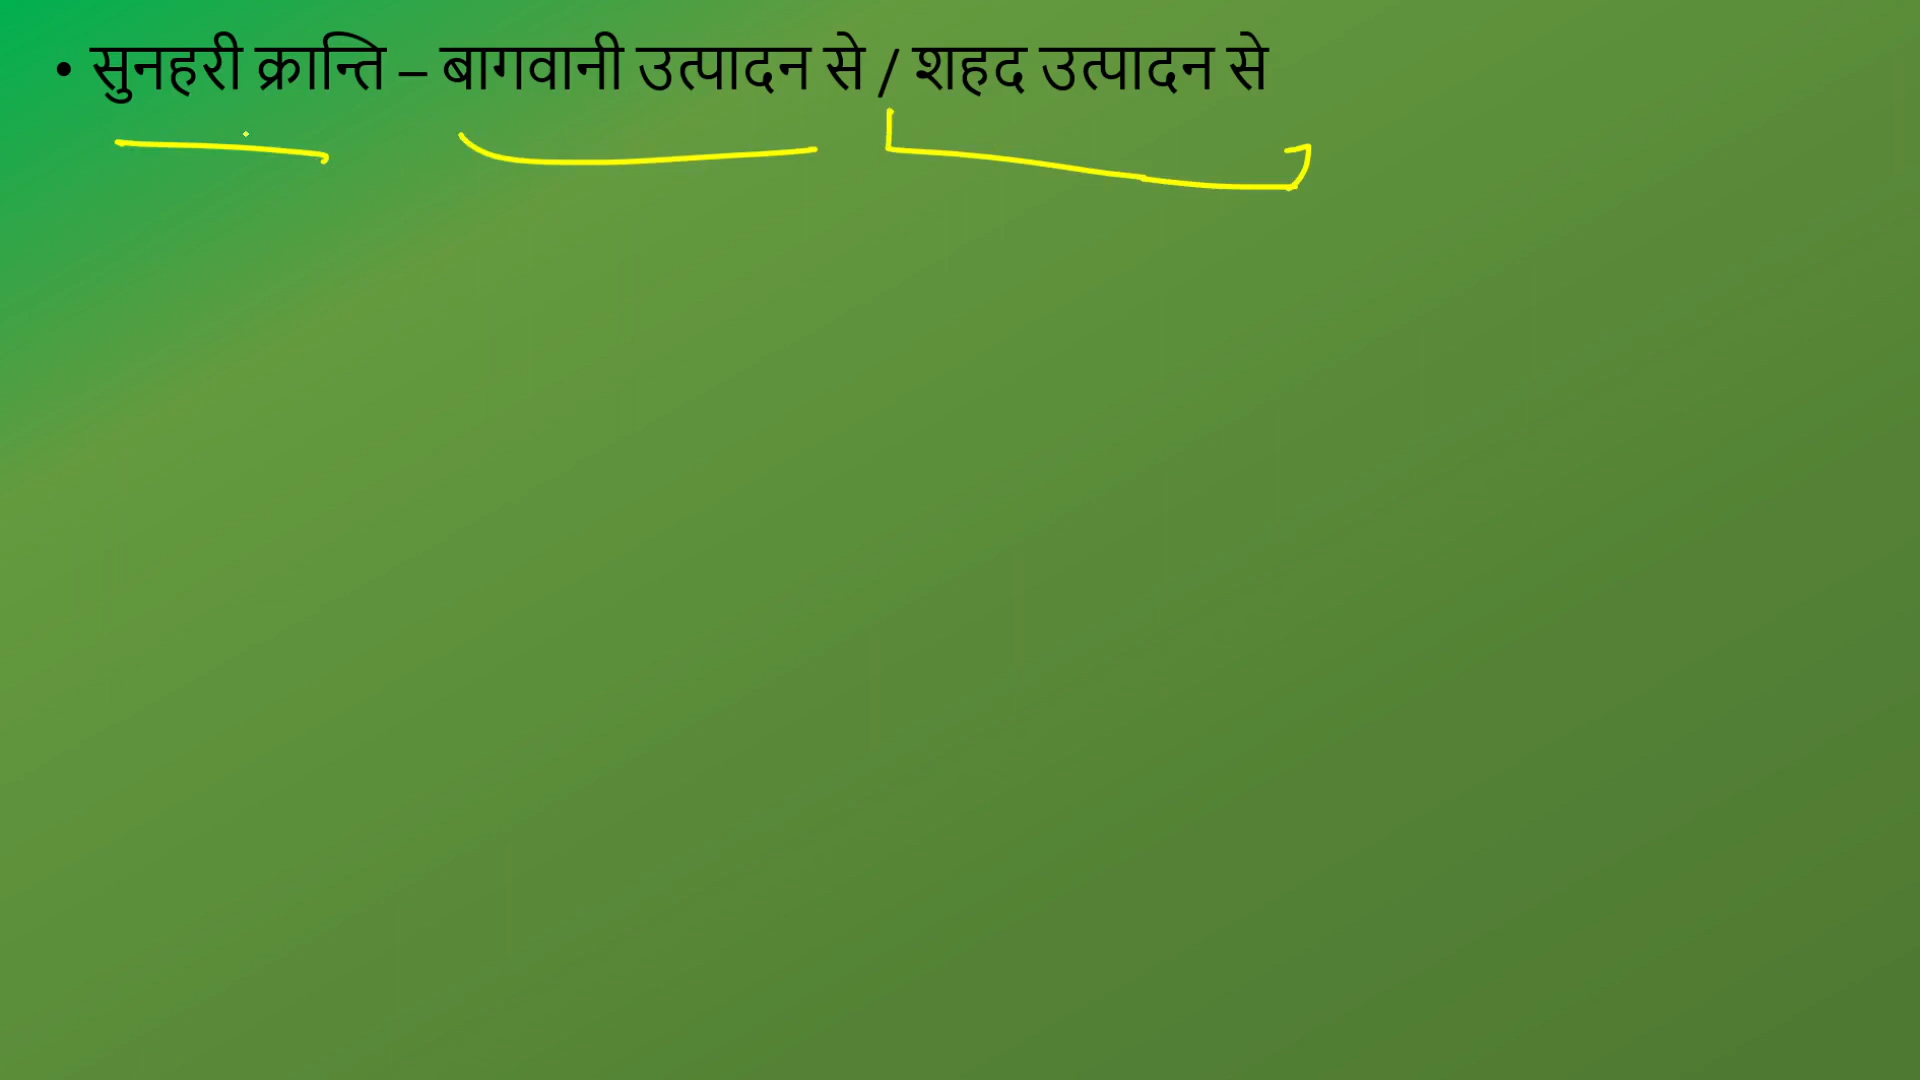 • सुनहरी क्रान्ति – बागवानी उत्पादन से / शहद उत्पादन से